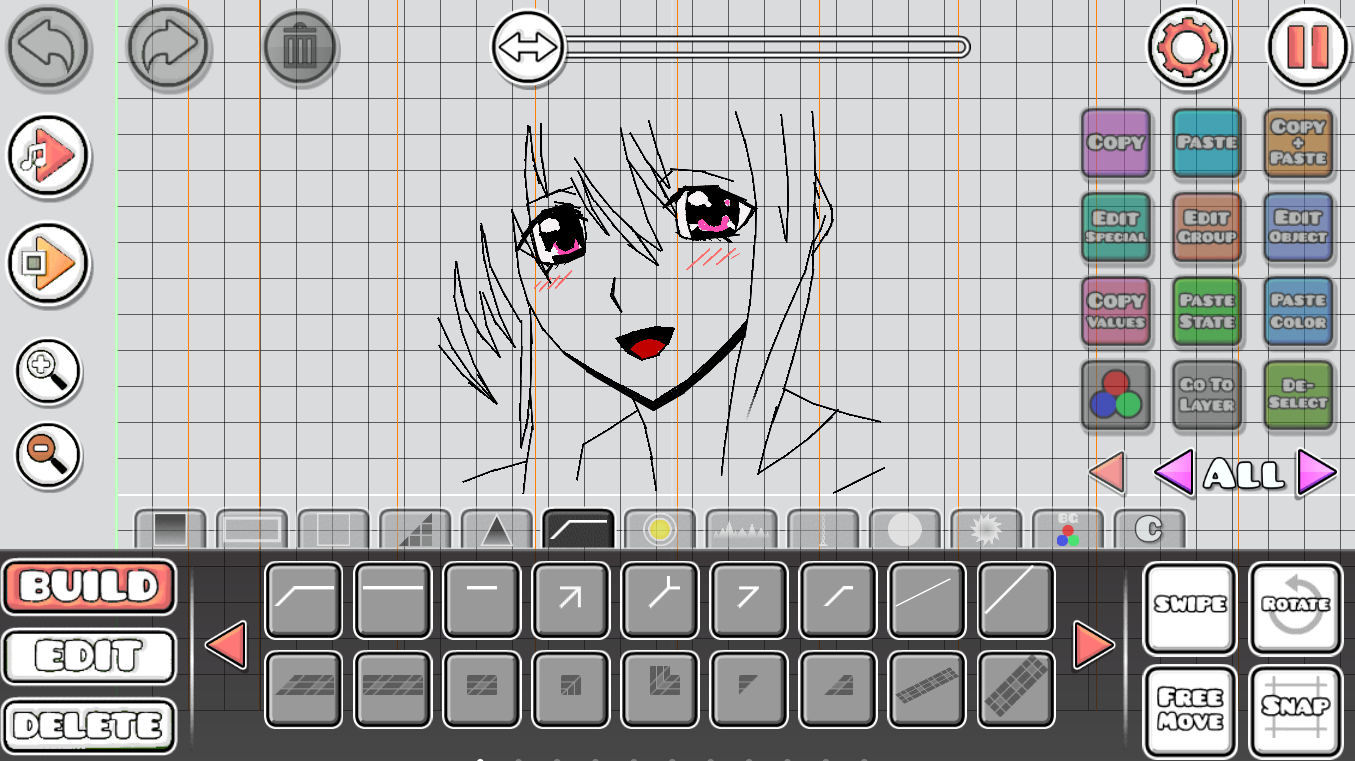 COPY
PASTE
COPY
+
PASTE
EDIT
SPECIAL
EDIT
GROUP
EDIT
OBJECT
COPY
VALUES
PASTE
STATE
PASTE
COLOR
GO TO
LAYER
DE-
SELECT
ALL
BG
C
BUILD
EDIT
DELETE
SWIPE
ROTATE
FREE
MOVE
SNAP